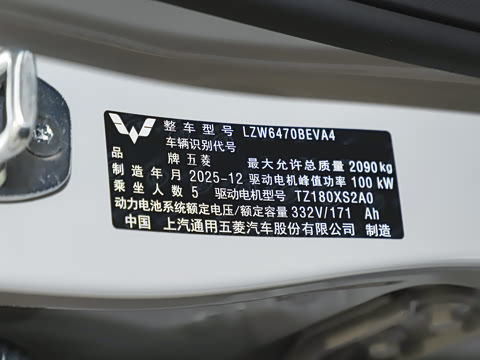 整车型号 LZW6470BEVA4
车辆识别代号
品牌 五菱 最大允许总质量 2090kg
制造年月 2025-12 驱动电机峰值功率 100 kW
乘坐人数 5 驱动电机型号 TZ180XS2A0
动力电池系统额定电压/额定容量 332V/171 Ah
中国 上汽通用五菱汽车股份有限公司 制造